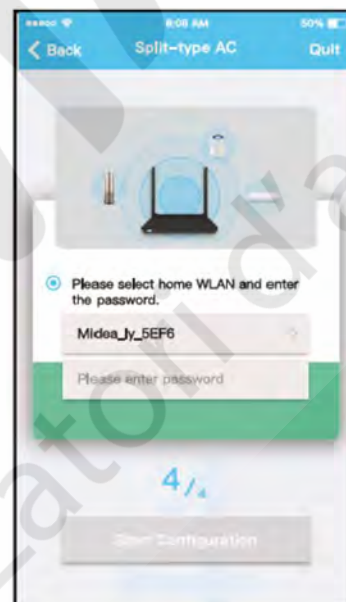 9:08 AM
50%
Back
Split-type AC
Quit
Please select home WLAN and enter
the password.
Midea_ly_5EF6
Please enter password
4/4
Start Configuration